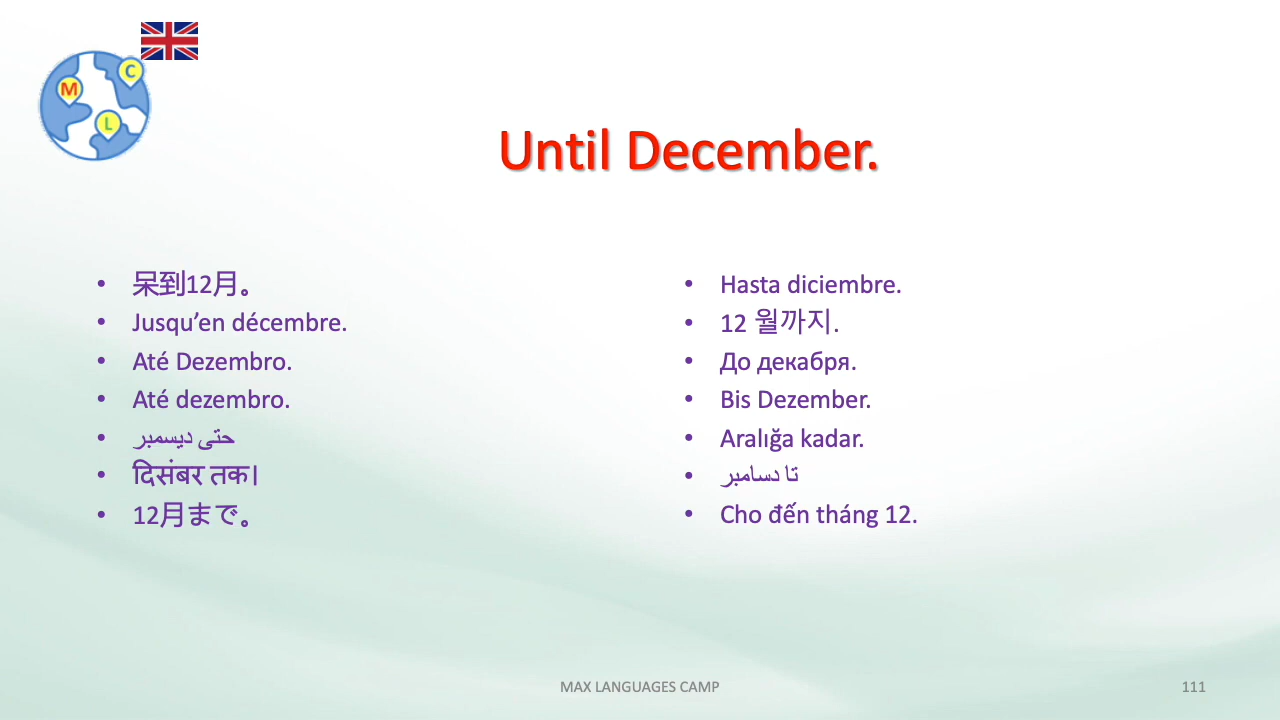 C
M
L
Until December.
• 呆到12月。
• Jusqu’en décembre.
• Até Dezembro.
• Até dezembro.
• حتى ديسمبر
• दिसंबर तक।
• 12月まで。
• Hasta diciembre.
• 12 월까지.
• До декабря.
• Bis Dezember.
• Aralığa kadar.
• تا دسامبر
• Cho đến tháng 12.
MAX LANGUAGES CAMP
111